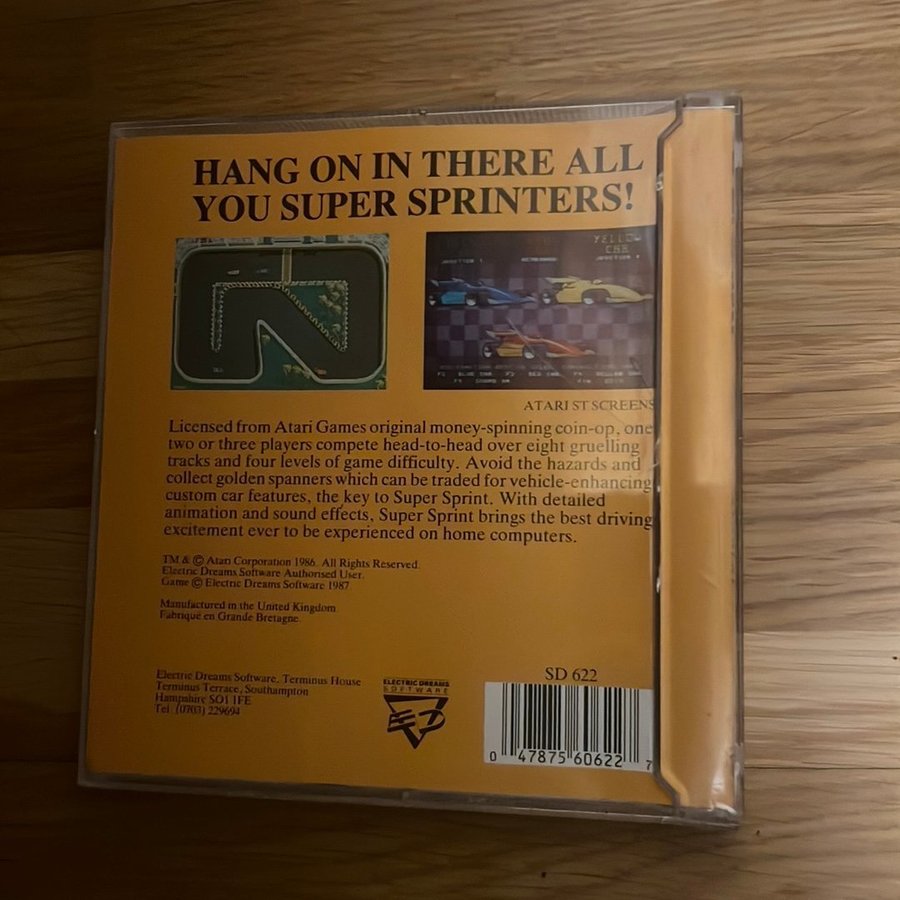 HANG ON IN THERE ALL
YOU SUPER SPRINTERS!
YELLOW
CAR
ATARI ST SCREENS
Licensed from Atari Games original money-spinning coin-op, one
two or three players compete head-to-head over eight gruelling
tracks and four levels of game difficulty. Avoid the hazards and
collect golden spanners which can be traded for vehicle-enhancing
custom car features, the key to Super Sprint. With detailed
animation and sound effects, Super Sprint brings the best driving
excitement ever to be experienced on home computers.
TM & © Atari Corporation 1986. All Rights Reserved.
Electric Dreams Software Authorised User.
Game © Electric Dreams Software 1987
Manufactured in the United Kingdom.
Fabriqué en Grande Bretagne.
Electric Dreams Software, Terminus House
Terminus Terrace, Southampton
Hampshire SO1 1FE
Tel: (0703) 229694
ELECTRIC DREAMS
SOFTWARE
ED
SD 622
0 47875 60622 7